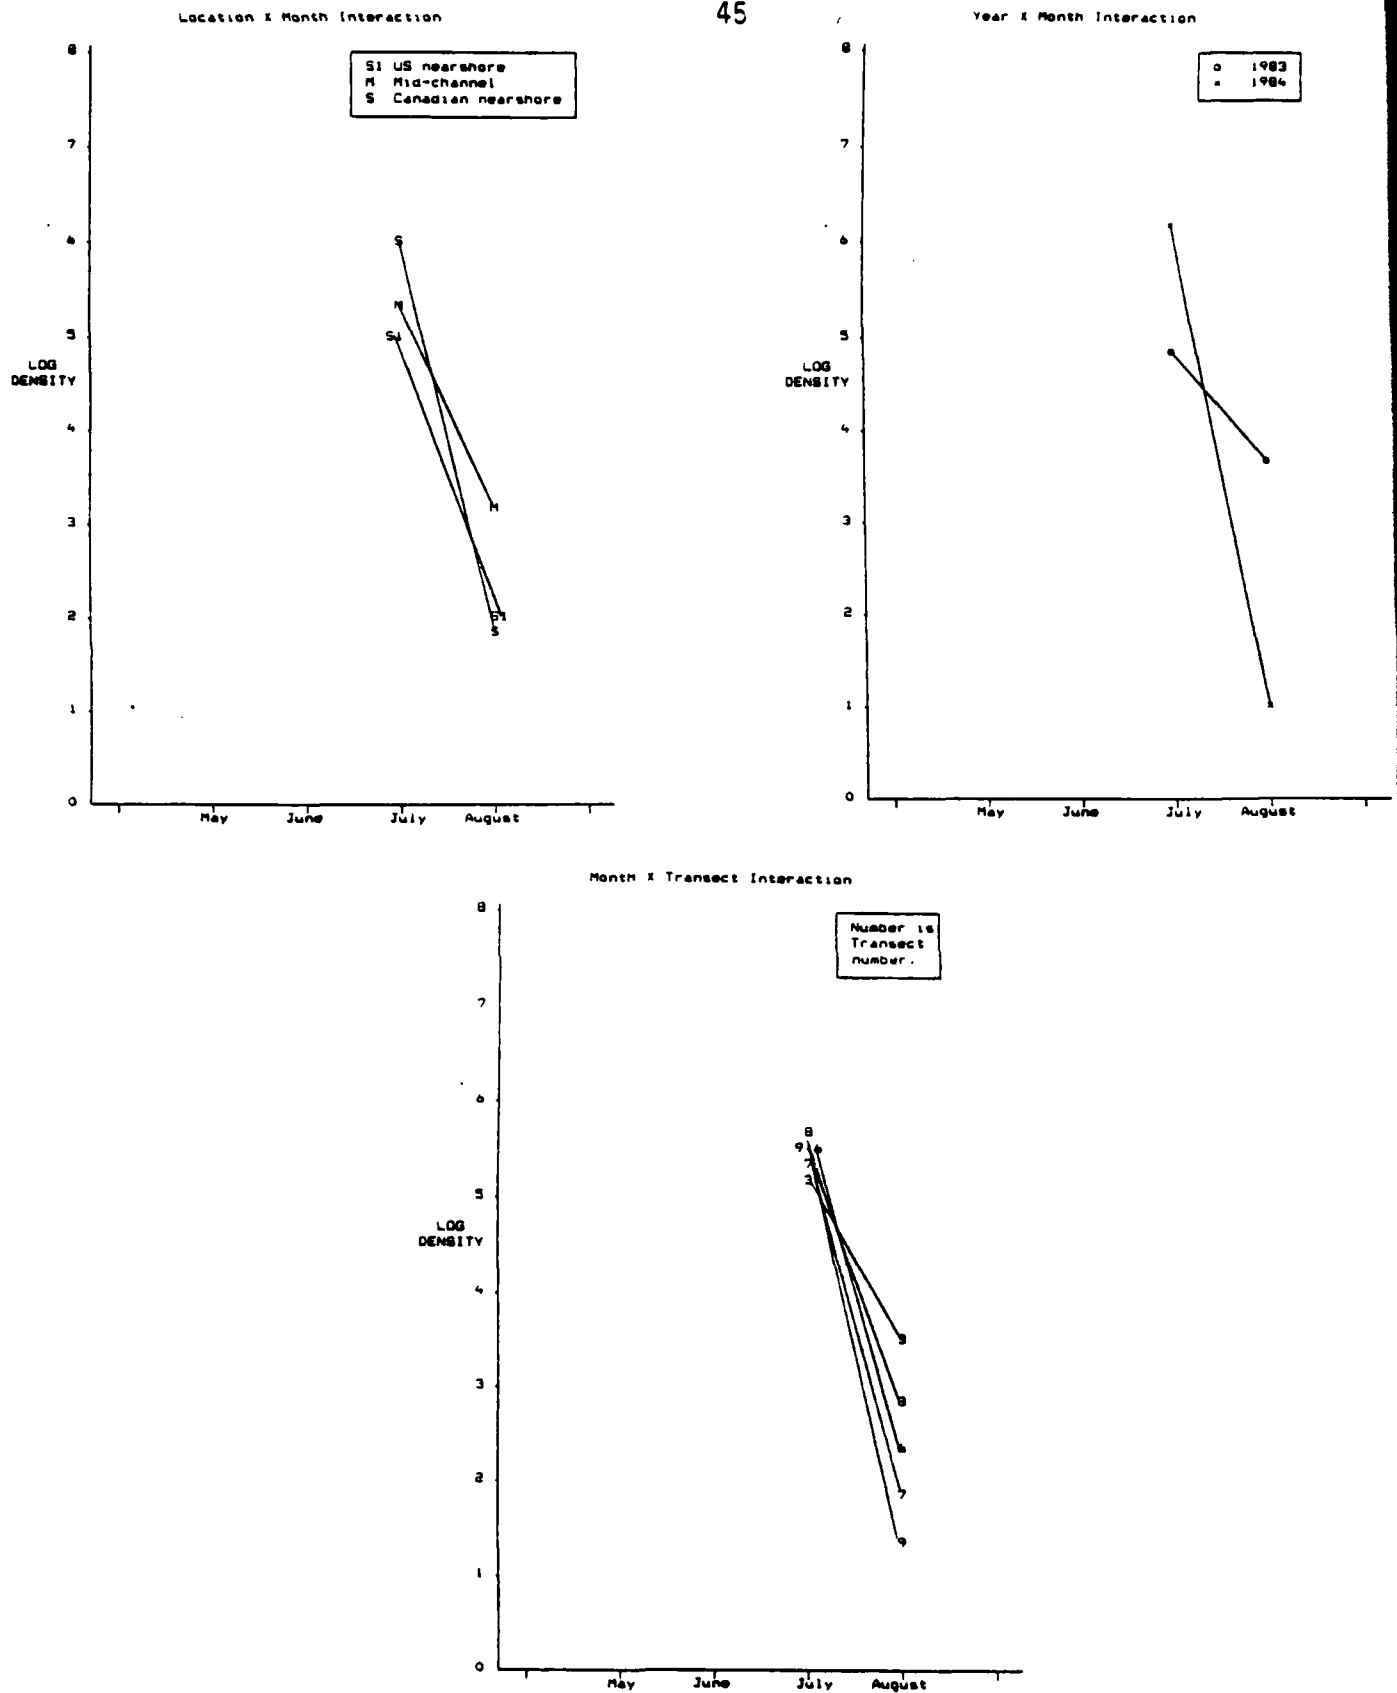 45
Location X Month Interaction
8
7
6
5
4
3
2
1
0
LOG
DENSITY
S1 US nearshore
M Mid-channel
S Canadian nearshore
S
M
S1
M
S1
S
May June July August
Year X Month Interaction
8
7
6
5
4
3
2
1
0
LOG
DENSITY
o 1983
x 1984
May June July August
MontH X Transect Interaction
8
7
6
5
4
3
2
1
0
LOG
DENSITY
Number is
Transect
number.
8
9 6
7
3
3
8
6
7
9
May June July August